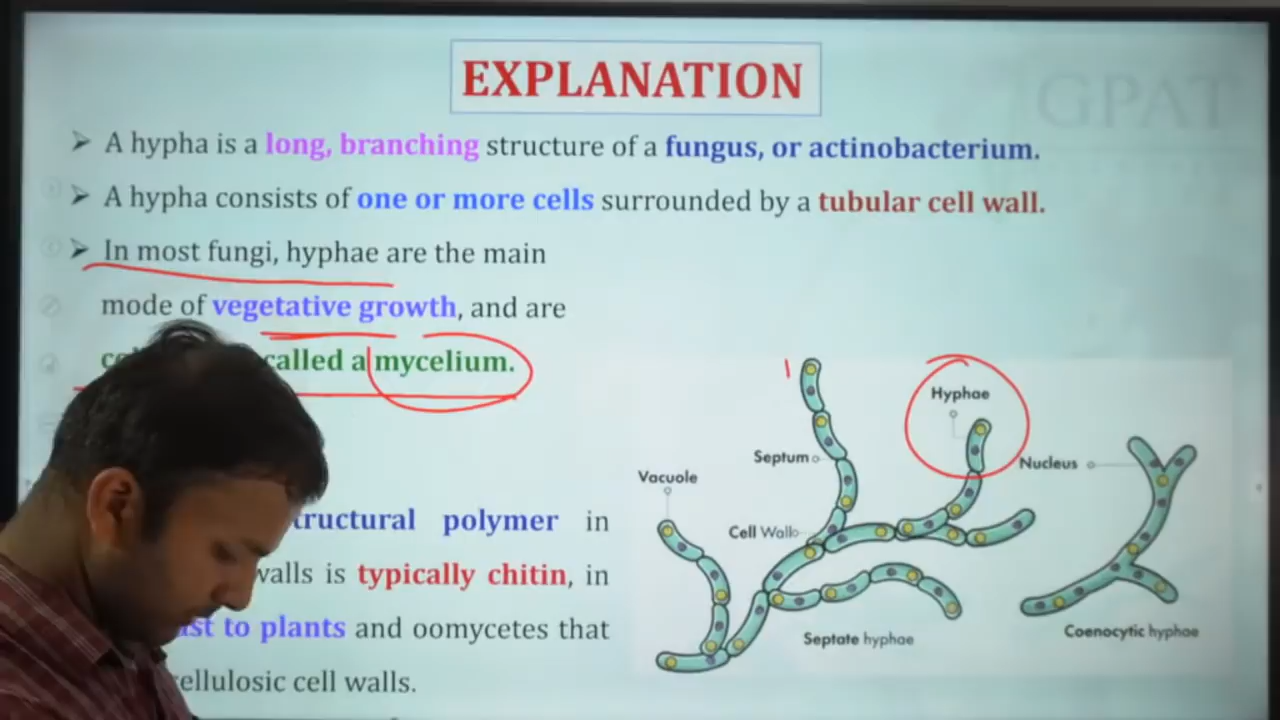 EXPLANATION
GPAT
A hypha is a long, branching structure of a fungus, or actinobacterium.
A hypha consists of one or more cells surrounded by a tubular cell wall.
In most fungi, hyphae are the main
mode of vegetative growth, and are
called a mycelium.
Hyphae
Septum
Nucleus
Vacuole
tructural polymer in
Cell Wall
walls is typically chitin, in
to plants and oomycetes that
Septate hyphae
Coenocytic hyphae
ellulosic cell walls.